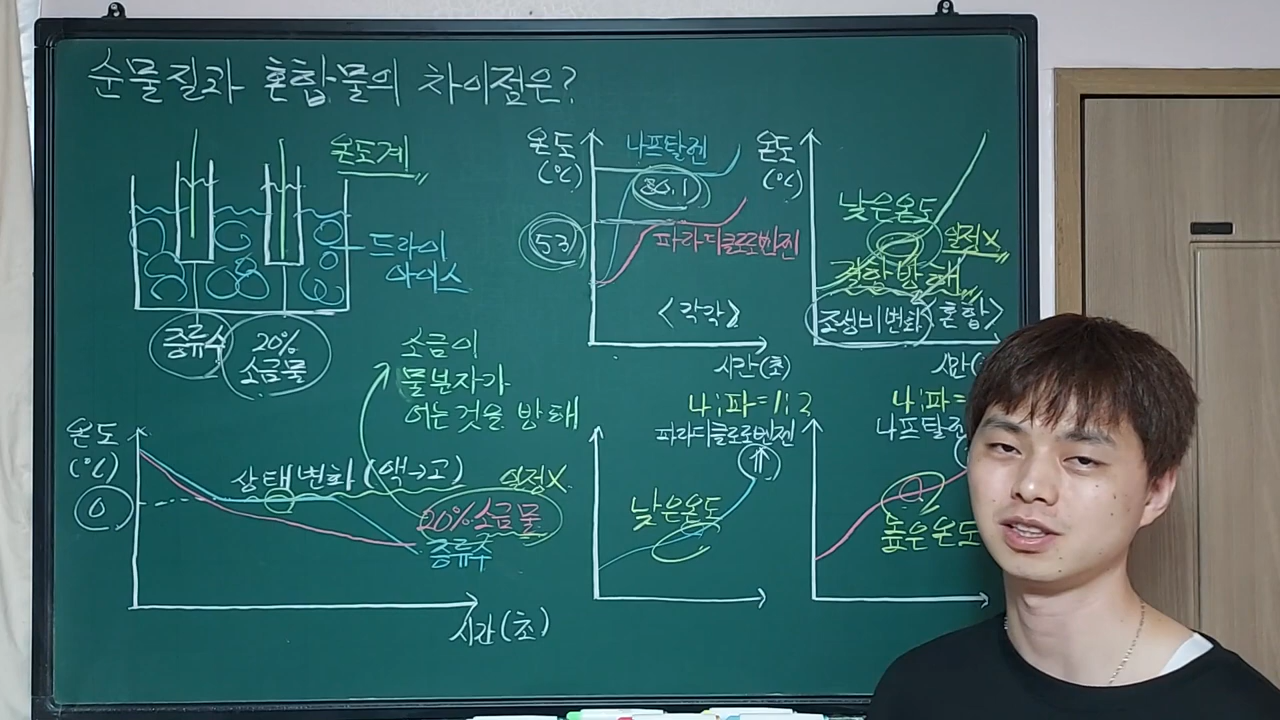 순물질과 혼합물의 차이점은?
온도계
드라이
아이스
증류수
20%
소금물
소금이
물분자가
어는것을 방해
온도
(℃)
0
상태변화 (액→고)
일정X
20% 소금물
증류수
시간(초)
온도
(℃)
나프탈렌
80.1
53
파라디클로로벤젠
<각각>
시간(초)
온도
(℃)
낮은온도
일정X
결합방해
조성비변화
<혼합>
시간(초)
나:파=1:2
파라디클로로벤젠
낮은온도
나:파=
나프탈렌
높은온도